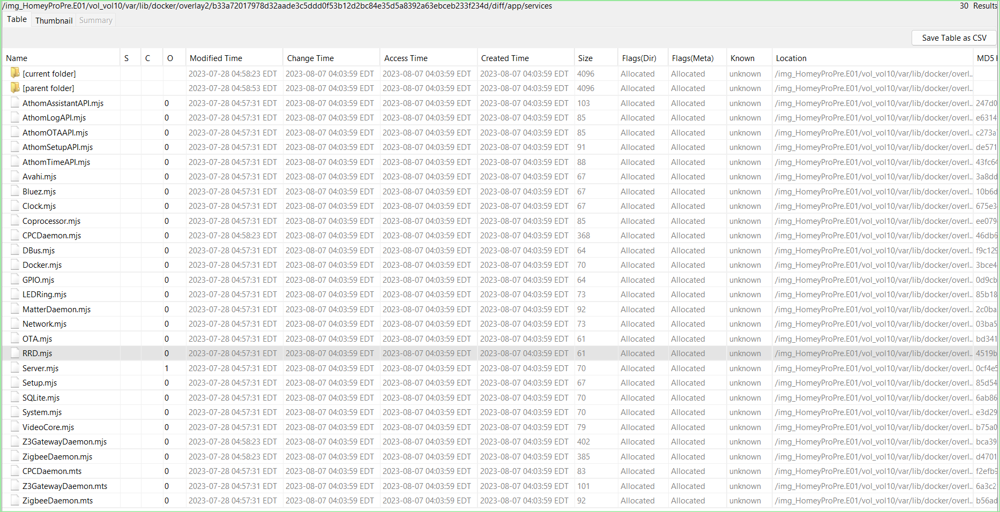 /img_HomeyProPre.E01/vol_vol10/var/lib/docker/overlay2/b33a72017978d32aade3c5ddd0f53b12d2bc84e35d5a8392a63ebceb233f234d/diff/app/services 30 Results
Table Thumbnail Summary
Save Table as CSV
Name S C O Modified Time Change Time Access Time Created Time Size Flags(Dir) Flags(Meta) Known Location MD5
[current folder] 2023-07-28 04:58:23 EDT 2023-08-07 04:03:59 EDT 2023-08-07 04:03:59 EDT 2023-08-07 04:03:59 EDT 4096 Allocated Allocated unknown /img_HomeyProPre.E01/vol_vol10/var/lib/docker/overl..
[parent folder] 2023-07-28 04:58:53 EDT 2023-08-07 04:03:59 EDT 2023-08-07 04:03:59 EDT 2023-08-07 04:03:59 EDT 4096 Allocated Allocated unknown /img_HomeyProPre.E01/vol_vol10/var/lib/docker/overl..
AthomAssistantAPI.mjs 0 2023-07-28 04:57:31 EDT 2023-08-07 04:03:59 EDT 2023-08-07 04:03:59 EDT 2023-08-07 04:03:59 EDT 103 Allocated Allocated unknown /img_HomeyProPre.E01/vol_vol10/var/lib/docker/overl.. 247d0
AthomLogAPI.mjs 0 2023-07-28 04:57:31 EDT 2023-08-07 04:03:59 EDT 2023-08-07 04:03:59 EDT 2023-08-07 04:03:59 EDT 85 Allocated Allocated unknown /img_HomeyProPre.E01/vol_vol10/var/lib/docker/overl.. e6314
AthomOTAAPI.mjs 0 2023-07-28 04:57:31 EDT 2023-08-07 04:03:59 EDT 2023-08-07 04:03:59 EDT 2023-08-07 04:03:59 EDT 85 Allocated Allocated unknown /img_HomeyProPre.E01/vol_vol10/var/lib/docker/overl.. c273a
AthomSetupAPI.mjs 0 2023-07-28 04:57:31 EDT 2023-08-07 04:03:59 EDT 2023-08-07 04:03:59 EDT 2023-08-07 04:03:59 EDT 91 Allocated Allocated unknown /img_HomeyProPre.E01/vol_vol10/var/lib/docker/overl.. de571
AthomTimeAPI.mjs 0 2023-07-28 04:57:31 EDT 2023-08-07 04:03:59 EDT 2023-08-07 04:03:59 EDT 2023-08-07 04:03:59 EDT 88 Allocated Allocated unknown /img_HomeyProPre.E01/vol_vol10/var/lib/docker/overl.. 43fc64
Avahi.mjs 0 2023-07-28 04:57:31 EDT 2023-08-07 04:03:59 EDT 2023-08-07 04:03:59 EDT 2023-08-07 04:03:59 EDT 67 Allocated Allocated unknown /img_HomeyProPre.E01/vol_vol10/var/lib/docker/overl.. 3a8dd
Bluez.mjs 0 2023-07-28 04:57:31 EDT 2023-08-07 04:03:59 EDT 2023-08-07 04:03:59 EDT 2023-08-07 04:03:59 EDT 67 Allocated Allocated unknown /img_HomeyProPre.E01/vol_vol10/var/lib/docker/overl.. 10b6d
Clock.mjs 0 2023-07-28 04:57:31 EDT 2023-08-07 04:03:59 EDT 2023-08-07 04:03:59 EDT 2023-08-07 04:03:59 EDT 67 Allocated Allocated unknown /img_HomeyProPre.E01/vol_vol10/var/lib/docker/overl.. 675e3
Coprocessor.mjs 0 2023-07-28 04:57:31 EDT 2023-08-07 04:03:59 EDT 2023-08-07 04:03:59 EDT 2023-08-07 04:03:59 EDT 85 Allocated Allocated unknown /img_HomeyProPre.E01/vol_vol10/var/lib/docker/overl.. ee079
CPCDaemon.mjs 0 2023-07-28 04:58:23 EDT 2023-08-07 04:03:59 EDT 2023-08-07 04:03:59 EDT 2023-08-07 04:03:59 EDT 368 Allocated Allocated unknown /img_HomeyProPre.E01/vol_vol10/var/lib/docker/overl.. 46db6
DBus.mjs 0 2023-07-28 04:57:31 EDT 2023-08-07 04:03:59 EDT 2023-08-07 04:03:59 EDT 2023-08-07 04:03:59 EDT 64 Allocated Allocated unknown /img_HomeyProPre.E01/vol_vol10/var/lib/docker/overl.. f9c129
Docker.mjs 0 2023-07-28 04:57:31 EDT 2023-08-07 04:03:59 EDT 2023-08-07 04:03:59 EDT 2023-08-07 04:03:59 EDT 70 Allocated Allocated unknown /img_HomeyProPre.E01/vol_vol10/var/lib/docker/overl.. 3bce4
GPIO.mjs 0 2023-07-28 04:57:31 EDT 2023-08-07 04:03:59 EDT 2023-08-07 04:03:59 EDT 2023-08-07 04:03:59 EDT 64 Allocated Allocated unknown /img_HomeyProPre.E01/vol_vol10/var/lib/docker/overl.. 0d9cb
LEDRing.mjs 0 2023-07-28 04:57:31 EDT 2023-08-07 04:03:59 EDT 2023-08-07 04:03:59 EDT 2023-08-07 04:03:59 EDT 73 Allocated Allocated unknown /img_HomeyProPre.E01/vol_vol10/var/lib/docker/overl.. 85b18
MatterDaemon.mjs 0 2023-07-28 04:57:31 EDT 2023-08-07 04:03:59 EDT 2023-08-07 04:03:59 EDT 2023-08-07 04:03:59 EDT 92 Allocated Allocated unknown /img_HomeyProPre.E01/vol_vol10/var/lib/docker/overl.. 2c0ba
Network.mjs 0 2023-07-28 04:57:31 EDT 2023-08-07 04:03:59 EDT 2023-08-07 04:03:59 EDT 2023-08-07 04:03:59 EDT 73 Allocated Allocated unknown /img_HomeyProPre.E01/vol_vol10/var/lib/docker/overl.. 03ba5
OTA.mjs 0 2023-07-28 04:57:31 EDT 2023-08-07 04:03:59 EDT 2023-08-07 04:03:59 EDT 2023-08-07 04:03:59 EDT 61 Allocated Allocated unknown /img_HomeyProPre.E01/vol_vol10/var/lib/docker/overl.. bd341
RRD.mjs 0 2023-07-28 04:57:31 EDT 2023-08-07 04:03:59 EDT 2023-08-07 04:03:59 EDT 2023-08-07 04:03:59 EDT 61 Allocated Allocated unknown /img_HomeyProPre.E01/vol_vol10/var/lib/docker/overl.. 4519b
Server.mjs 1 2023-07-28 04:57:31 EDT 2023-08-07 04:03:59 EDT 2023-08-07 04:03:59 EDT 2023-08-07 04:03:59 EDT 70 Allocated Allocated unknown /img_HomeyProPre.E01/vol_vol10/var/lib/docker/overl.. 0cf4e5
Setup.mjs 0 2023-07-28 04:57:31 EDT 2023-08-07 04:03:59 EDT 2023-08-07 04:03:59 EDT 2023-08-07 04:03:59 EDT 67 Allocated Allocated unknown /img_HomeyProPre.E01/vol_vol10/var/lib/docker/overl.. 85d54
SQLite.mjs 0 2023-07-28 04:57:31 EDT 2023-08-07 04:03:59 EDT 2023-08-07 04:03:59 EDT 2023-08-07 04:03:59 EDT 70 Allocated Allocated unknown /img_HomeyProPre.E01/vol_vol10/var/lib/docker/overl.. 6ab86
System.mjs 0 2023-07-28 04:57:31 EDT 2023-08-07 04:03:59 EDT 2023-08-07 04:03:59 EDT 2023-08-07 04:03:59 EDT 70 Allocated Allocated unknown /img_HomeyProPre.E01/vol_vol10/var/lib/docker/overl.. e3d29
VideoCore.mjs 0 2023-07-28 04:57:31 EDT 2023-08-07 04:03:59 EDT 2023-08-07 04:03:59 EDT 2023-08-07 04:03:59 EDT 79 Allocated Allocated unknown /img_HomeyProPre.E01/vol_vol10/var/lib/docker/overl.. b75a0
Z3GatewayDaemon.mjs 0 2023-07-28 04:58:23 EDT 2023-08-07 04:03:59 EDT 2023-08-07 04:03:59 EDT 2023-08-07 04:03:59 EDT 402 Allocated Allocated unknown /img_HomeyProPre.E01/vol_vol10/var/lib/docker/overl.. bca39
ZigbeeDaemon.mjs 0 2023-07-28 04:58:23 EDT 2023-08-07 04:03:59 EDT 2023-08-07 04:03:59 EDT 2023-08-07 04:03:59 EDT 385 Allocated Allocated unknown /img_HomeyProPre.E01/vol_vol10/var/lib/docker/overl.. d4701
CPCDaemon.mts 0 2023-07-28 04:57:31 EDT 2023-08-07 04:03:59 EDT 2023-08-07 04:03:59 EDT 2023-08-07 04:03:59 EDT 83 Allocated Allocated unknown /img_HomeyProPre.E01/vol_vol10/var/lib/docker/overl.. f2efb9
Z3GatewayDaemon.mts 0 2023-07-28 04:57:31 EDT 2023-08-07 04:03:59 EDT 2023-08-07 04:03:59 EDT 2023-08-07 04:03:59 EDT 101 Allocated Allocated unknown /img_HomeyProPre.E01/vol_vol10/var/lib/docker/overl.. 6a3c2
ZigbeeDaemon.mts 0 2023-07-28 04:57:31 EDT 2023-08-07 04:03:59 EDT 2023-08-07 04:03:59 EDT 2023-08-07 04:03:59 EDT 92 Allocated Allocated unknown /img_HomeyProPre.E01/vol_vol10/var/lib/docker/overl.. b56ad